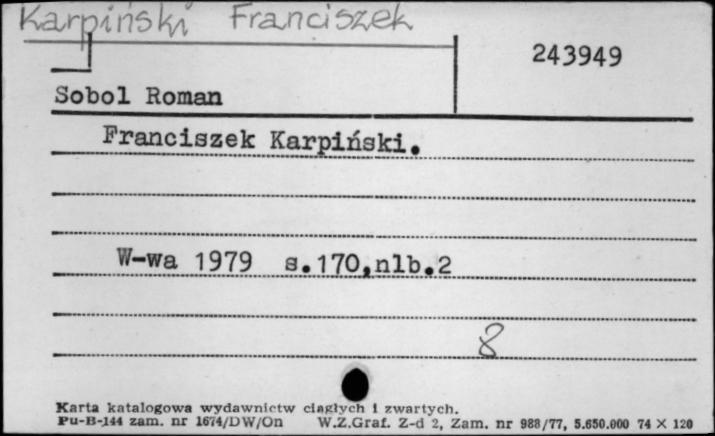 Karpiński Franciszek
243949
Sobol Roman
Franciszek Karpiński.
W-wa 1979 s.170,nlb.2
8
Karta katalogowa wydawnictw ciągłych i zwartych.
Pu-B-144 zam. nr 1674/DW/On W.Z.Graf. Z-d 2, Zam. nr 988/77, 5.650.000 74 X 120